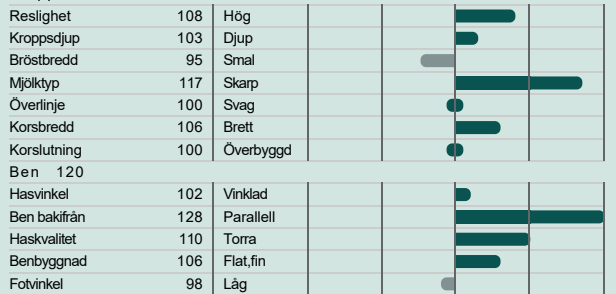 Reslighet 108 Hög
Kroppsdjup 103 Djup
Bröstbredd 95 Smal
Mjölktyp 117 Skarp
Överlinje 100 Svag
Korsbredd 106 Brett
Korslutning 100 Överbyggd
Ben 120
Hasvinkel 102 Vinklad
Ben bakifrån 128 Parallell
Haskvalitet 110 Torra
Benbyggnad 106 Flat,fin
Fotvinkel 98 Låg